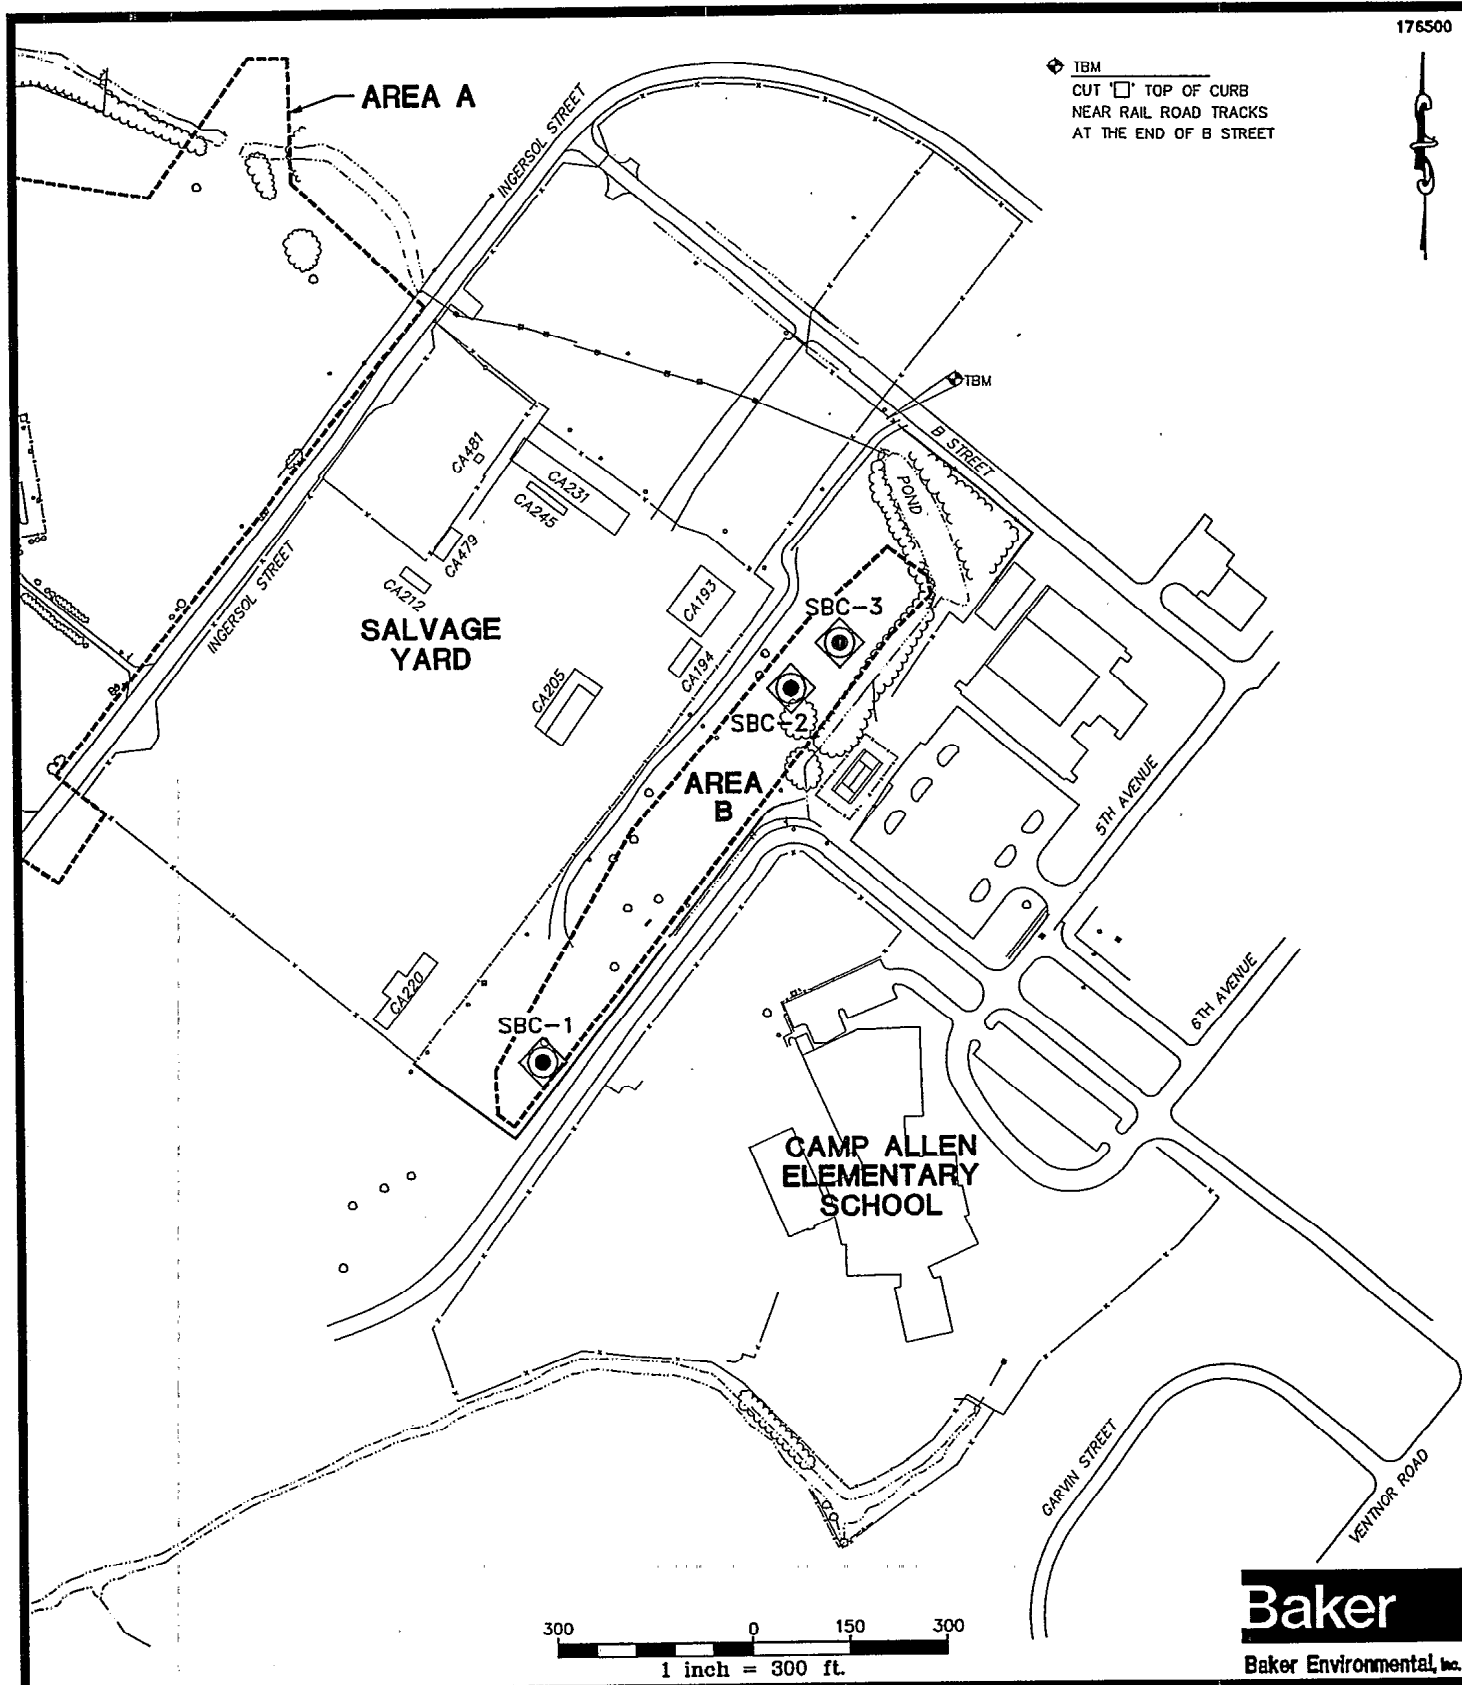 176500
TBM
CUT '□' TOP OF CURB
NEAR RAIL ROAD TRACKS
AT THE END OF B STREET
AREA A
INGERSOL STREET
TBM
B STREET
POND
CA481
CA231
CA245
CA479
CA212
INGERSOL STREET
SALVAGE
YARD
CA193
CA194
CA205
SBC-3
SBC-2
AREA
B
5TH AVENUE
CA220
SBC-1
6TH AVENUE
CAMP ALLEN
ELEMENTARY
SCHOOL
GARVIN STREET
VENTNOR ROAD
300 0 150 300
1 inch = 300 ft.
Baker
Baker Environmental, Inc.